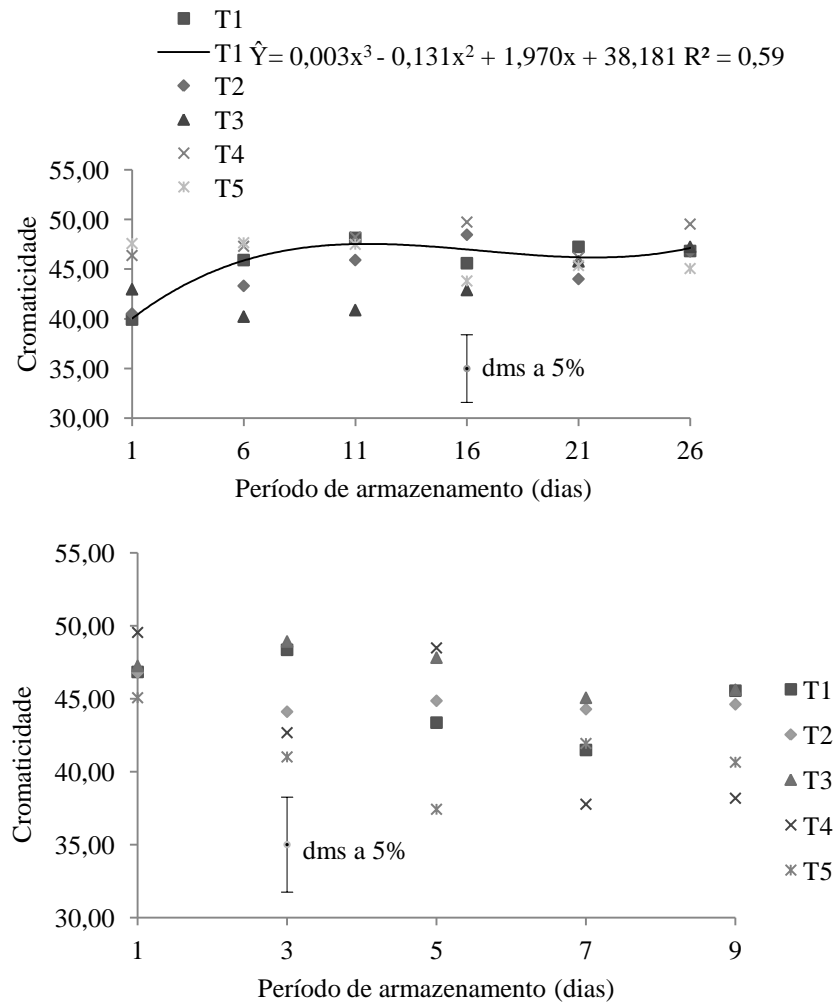 T1
T1 Ŷ= 0,003x³ - 0,131x² + 1,970x + 38,181 R² = 0,59
T2
T3
T4
T5
55,00
50,00
45,00
40,00
35,00
30,00
Cromaticidade
dms a 5%
1 6 11 16 21 26
Período de armazenamento (dias)
55,00
50,00
45,00
40,00
35,00
30,00
Cromaticidade
dms a 5%
1 3 5 7 9
Período de armazenamento (dias)
T1
T2
T3
T4
T5